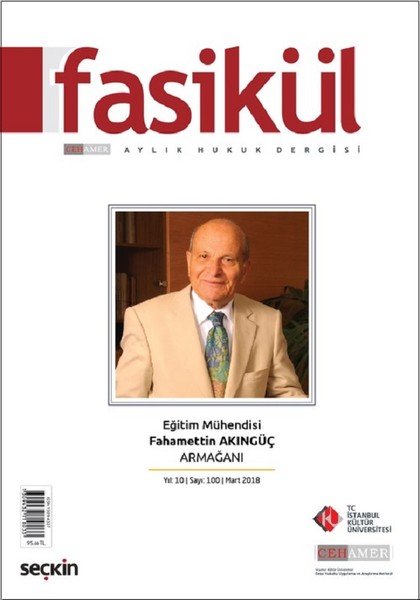 fasikül
CEHAMER AYLIK HUKUK DERGİSİ
Eğitim Mühendisi
Fahamettin AKINGÜÇ
ARMAĞANI
Yıl: 10 | Sayı: 100 | Mart 2018
TC
İSTANBUL
KÜLTÜR
ÜNİVERSİTESİ
CEHAMER
seçkin